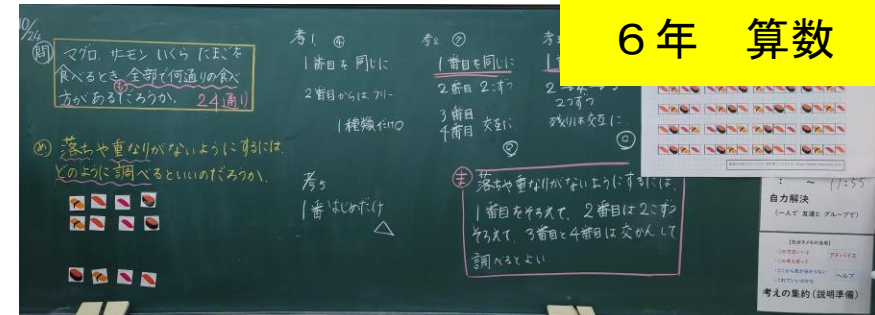 6年 算数
10/24
問
マグロ、サーモン いくら たまごを
食べるとき、全部で何通りの食べ
方があるだろうか。 24通り
め 落ちや重なりがないようにするには、
どのように調べるといいのだろうか。
考1.
1番目を同じに
2番目からは フリー
1種類だけ
考2
1番目を同じに
2番目 2こずつ
3番目
4番目 交互に
2つずつ
残りは交互に
考5
1番はじめだけ
△
ま 落ちや重なりがないようにするには、
1番目をそろえて、2番目は2こずつ
そろえて、3番目と4番目は交かんして
調べるとよい
: ~ 11:55
自力解決
(一人で 友達と グループで)
アドバイス
ヘルプ
考えの集約(説明準備)